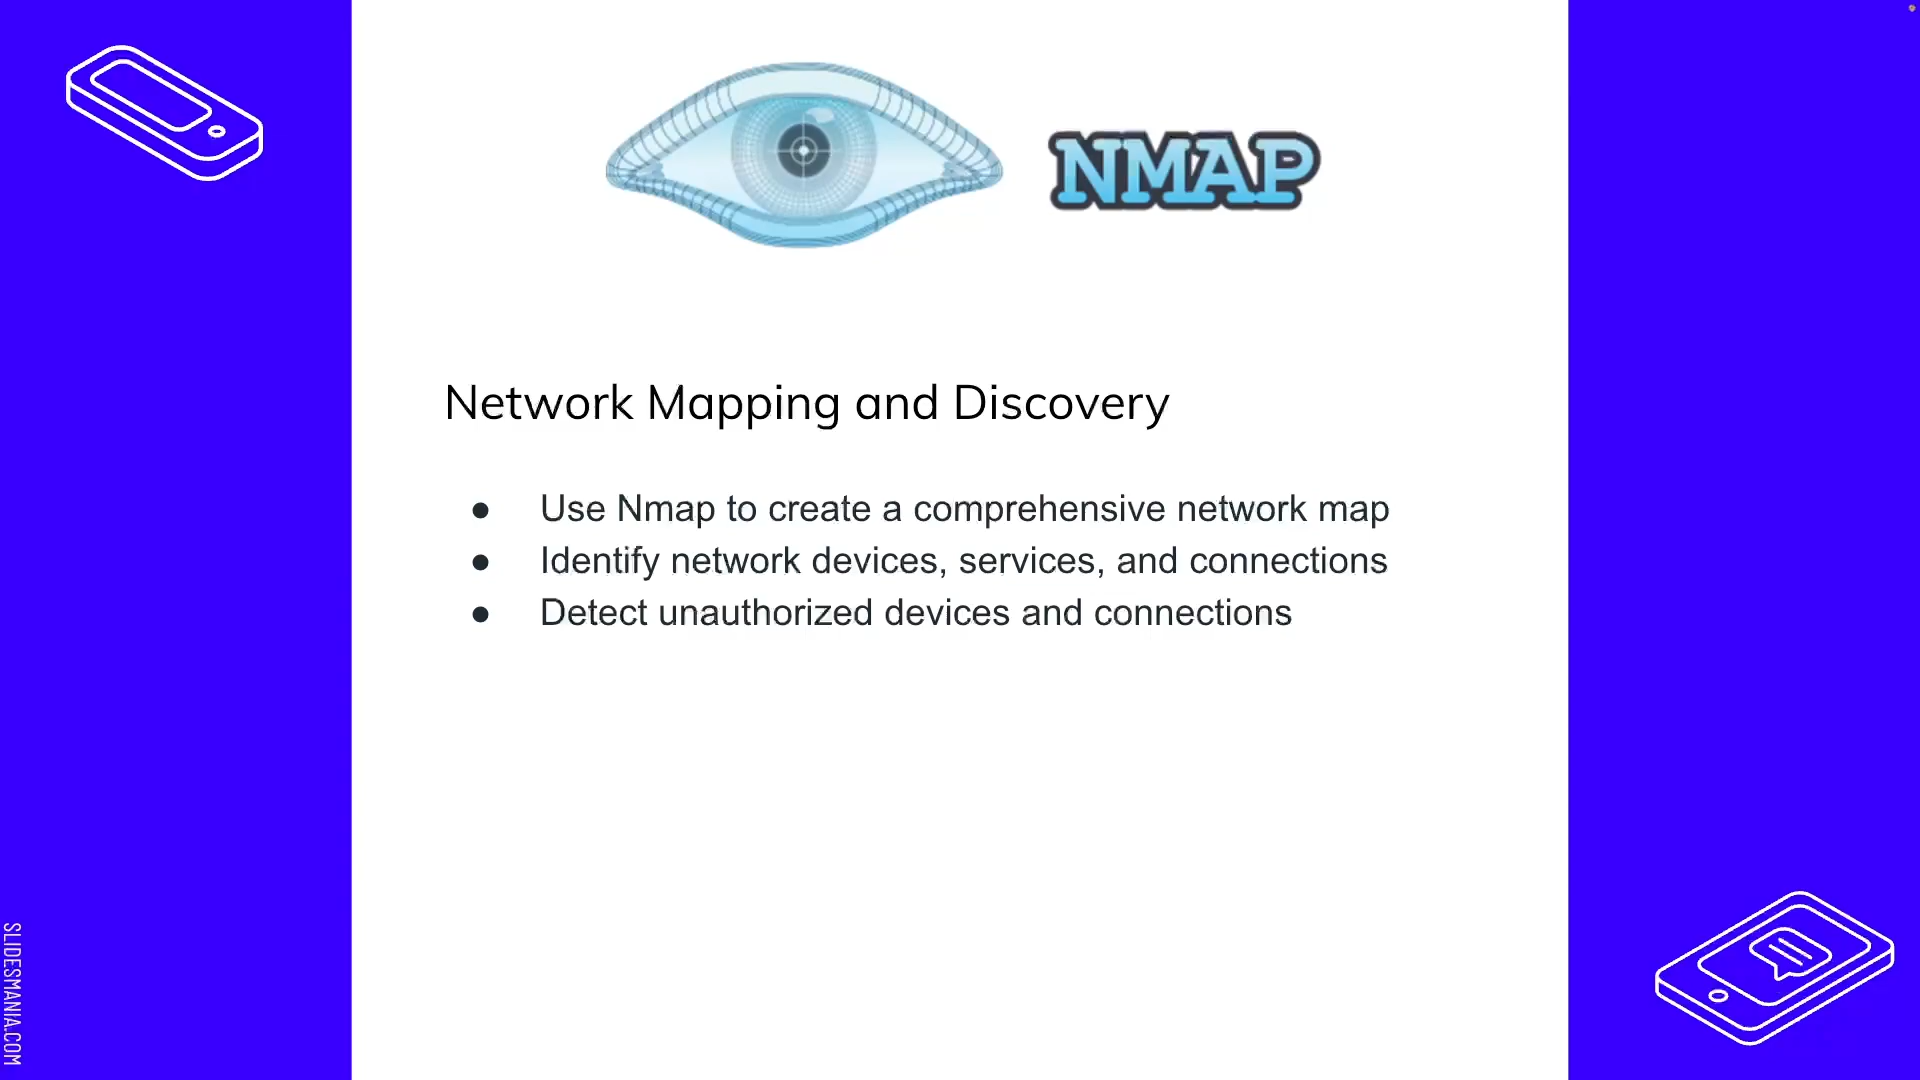 NMAP
Network Mapping and Discovery
● Use Nmap to create a comprehensive network map
● Identify network devices, services, and connections
● Detect unauthorized devices and connections
SLIDESMANIA.COM